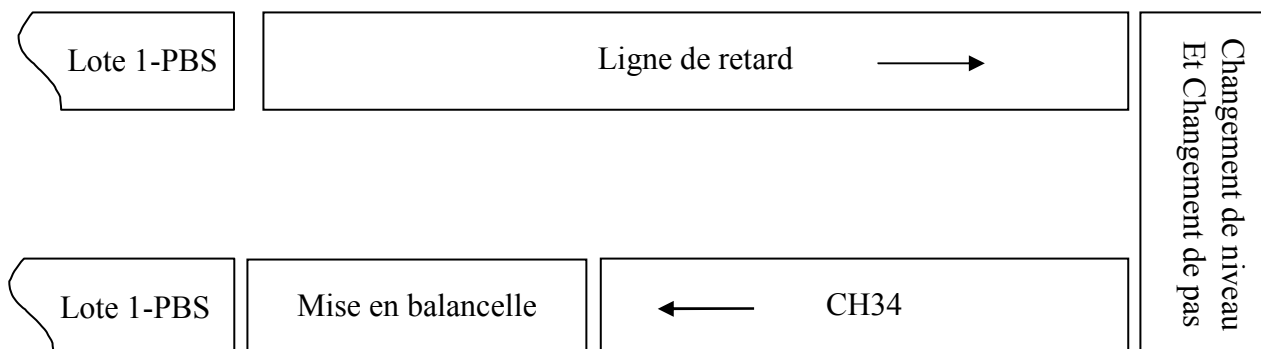 Lote 1-PBS
Ligne de retard
Changement de niveau
Et Changement de pas
Lote 1-PBS
Mise en balancelle
CH34